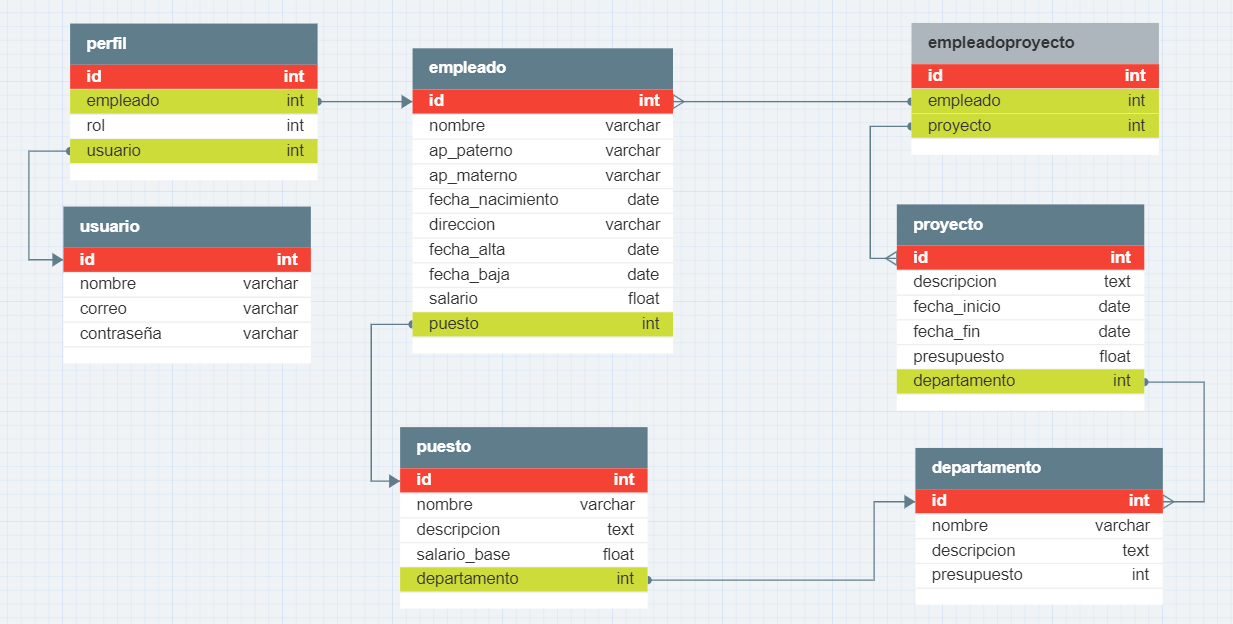 perfil
id int
empleado int
rol int
usuario int
usuario
id int
nombre varchar
correo varchar
contraseña varchar
empleado
id int
nombre varchar
ap_paterno varchar
ap_materno varchar
fecha_nacimiento date
direccion varchar
fecha_alta date
fecha_baja date
salario float
puesto int
puesto
id int
nombre varchar
descripcion text
salario_base float
departamento int
empleadoproyecto
id int
empleado int
proyecto int
proyecto
id int
descripcion text
fecha_inicio date
fecha_fin date
presupuesto float
departamento int
departamento
id int
nombre varchar
descripcion text
presupuesto int